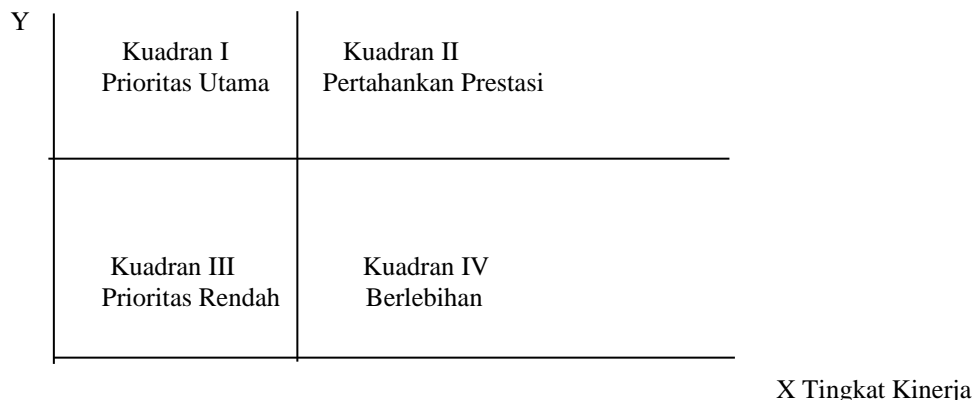 Y
Kuadran I
Prioritas Utama
Kuadran II
Pertahankan Prestasi
Kuadran III
Prioritas Rendah
Kuadran IV
Berlebihan
X Tingkat Kinerja